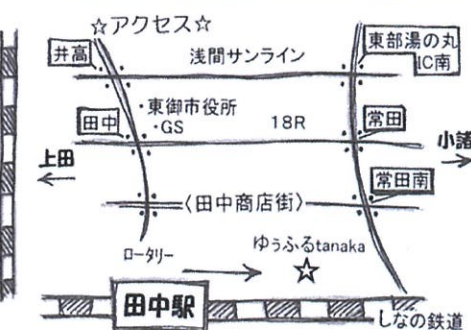 ☆アクセス☆
井高
浅間サンライン
東部湯の丸
IC南
東御市役所
・GS
田中
18R
常田
小諸
上田
常田南
〈田中商店街〉
ロータリー
ゆぅふるtanaka
田中駅
しなの鉄道